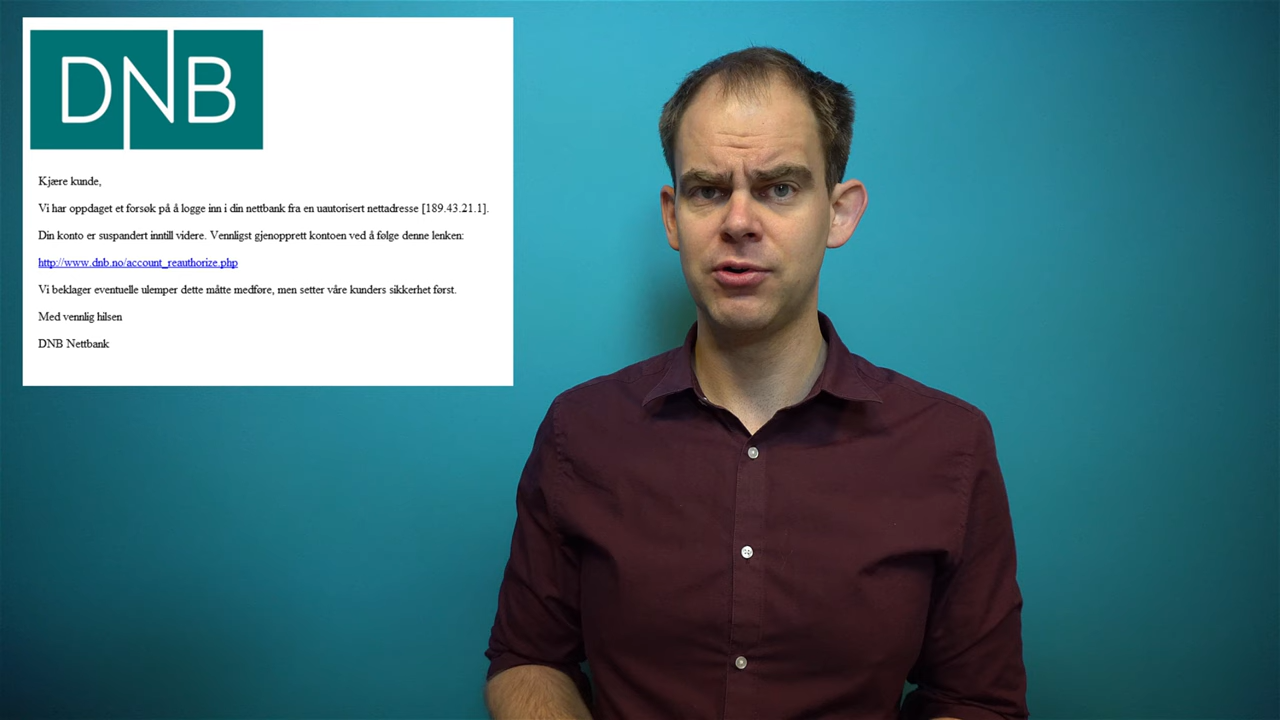 DNB
Kjære kunde,
Vi har oppdaget et forsøk på å logge inn i din nettbank fra en uautorisert nettadresse [189.43.21.1].
Din konto er suspandert inntill videre. Vennligst gjenopprett kontoen ved å følge denne lenken:
http://www.dnb.no/account_reauthorize.php
Vi beklager eventuelle ulemper dette måtte medføre, men setter våre kunders sikkerhet først.
Med vennlig hilsen
DNB Nettbank